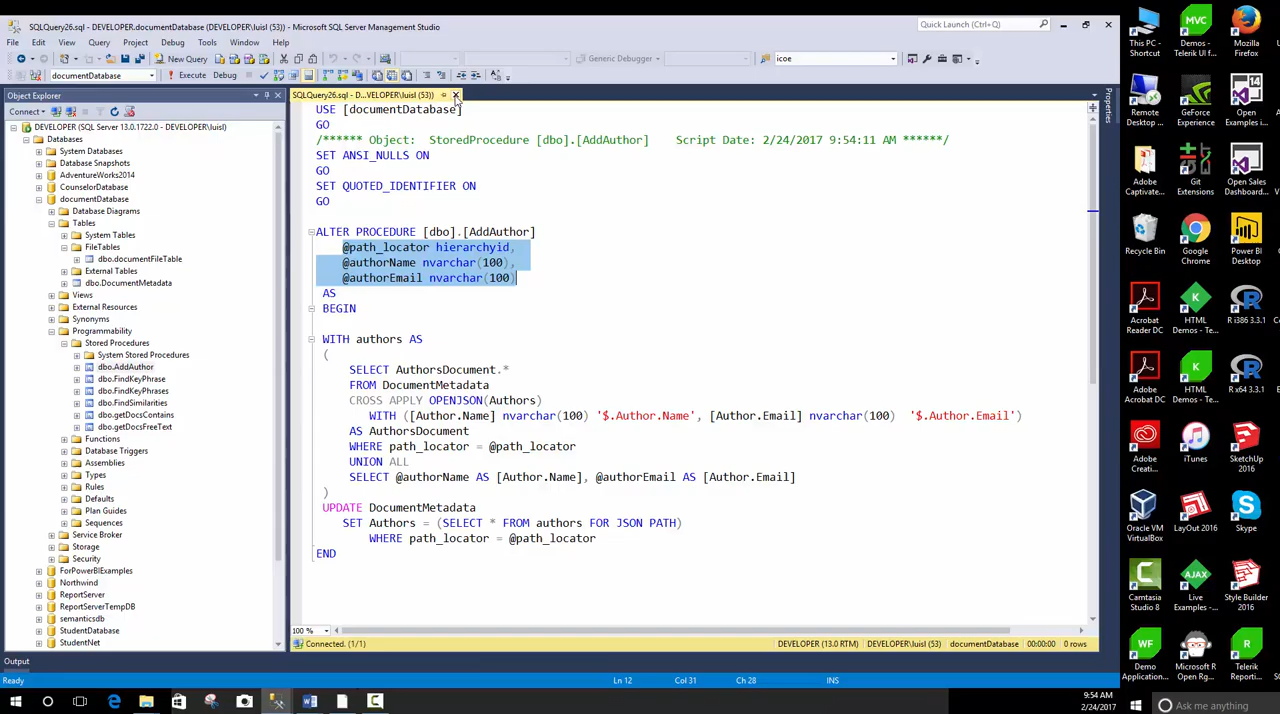 SQLQuery26.sql - DEVELOPER.documentDatabase (DEVELOPER\luisl (53)) - Microsoft SQL Server Management Studio
Quick Launch (Ctrl+Q)
File Edit View Query Project Debug Tools Window Help
New Query
Generic Debugger
icoe
documentDatabase
Execute Debug
Object Explorer
Connect
DEVELOPER (SQL Server 13.0.1722.0 - DEVELOPER\luisl)
Databases
System Databases
Database Snapshots
AdventureWorks2014
CounselorDatabase
documentDatabase
Database Diagrams
Tables
System Tables
FileTables
dbo.documentFileTable
External Tables
dbo.DocumentMetadata
Views
External Resources
Synonyms
Programmability
Stored Procedures
System Stored Procedures
dbo.AddAuthor
dbo.FindKeyPhrase
dbo.FindKeyPhrases
dbo.FindSimilarities
dbo.getDocsContains
dbo.getDocsFreeText
Functions
Database Triggers
Assemblies
Types
Rules
Defaults
Plan Guides
Sequences
Service Broker
Storage
Security
ForPowerBIExamples
Northwind
ReportServer
ReportServerTempDB
semanticsdb
StudentDatabase
StudentNet
SQLQuery26.sql - D...VELOPER\luisl (53))
USE [documentDatabase]
GO
/****** Object:  StoredProcedure [dbo].[AddAuthor]    Script Date: 2/24/2017 9:54:11 AM ******/
SET ANSI_NULLS ON
GO
SET QUOTED_IDENTIFIER ON
GO
ALTER PROCEDURE [dbo].[AddAuthor]
@path_locator hierarchyid,
@authorName nvarchar(100),
@authorEmail nvarchar(100)
AS
BEGIN
WITH authors AS
(
SELECT AuthorsDocument.*
FROM DocumentMetadata
CROSS APPLY OPENJSON(Authors)
WITH ([Author.Name] nvarchar(100) '$.Author.Name', [Author.Email] nvarchar(100)  '$.Author.Email')
AS AuthorsDocument
WHERE path_locator = @path_locator
UNION ALL
SELECT @authorName AS [Author.Name], @authorEmail AS [Author.Email]
)
UPDATE DocumentMetadata
SET Authors = (SELECT * FROM authors FOR JSON PATH)
WHERE path_locator = @path_locator
END
100 %
Connected. (1/1)
DEVELOPER (13.0 RTM) DEVELOPER\luisl (53) documentDatabase 00:00:00 0 rows
Properties
Output
Ready
Ln 12 Col 31 Ch 28 INS
9:54 AM
2/24/2017
This PC - Shortcut
Demos - Telerik UI f...
Mozilla Firefox
Remote Desktop ...
GeForce Experience
Open Examples i...
Adobe Captivate...
Git Extensions
Open Sales Dashboard...
Recycle Bin
Google Chrome
Power BI Desktop
Acrobat Reader DC
HTML Demos - Te...
R i386 3.3.1
Adobe Acrobat DC
HTML Demos - Te...
R x64 3.3.1
Adobe Creati...
iTunes
SketchUp 2016
Oracle VM VirtualBox
LayOut 2016
Skype
Camtasia Studio 8
Live Examples -...
Style Builder 2016
Demo Application...
Microsoft R Open Rg...
Telerik Reporti...
Ask me anything